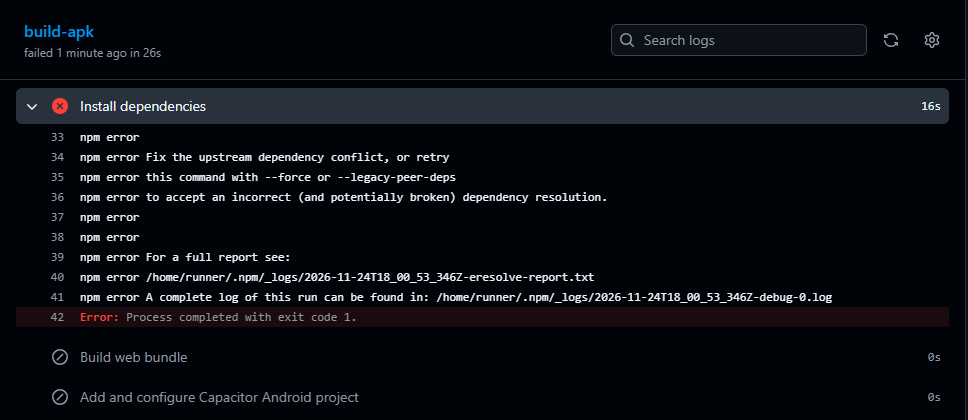 build-apk
failed 1 minute ago in 26s
Search logs
Install dependencies 16s
33 npm error
34 npm error Fix the upstream dependency conflict, or retry
35 npm error this command with --force or --legacy-peer-deps
36 npm error to accept an incorrect (and potentially broken) dependency resolution.
37 npm error
38 npm error
39 npm error For a full report see:
40 npm error /home/runner/.npm/_logs/2026-11-24T18_00_53_346Z-eresolve-report.txt
41 npm error A complete log of this run can be found in: /home/runner/.npm/_logs/2026-11-24T18_00_53_346Z-debug-0.log
42 Error: Process completed with exit code 1.
Build web bundle 0s
Add and configure Capacitor Android project 0s